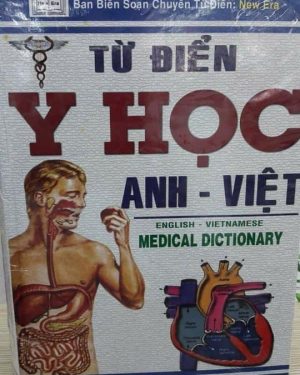 Ban Biên Soạn Chuyên Từ Điển: New Era
TỪ ĐIỂN
Y HỌC
ANH - VIỆT
ENGLISH - VIETNAMESE
MEDICAL DICTIONARY